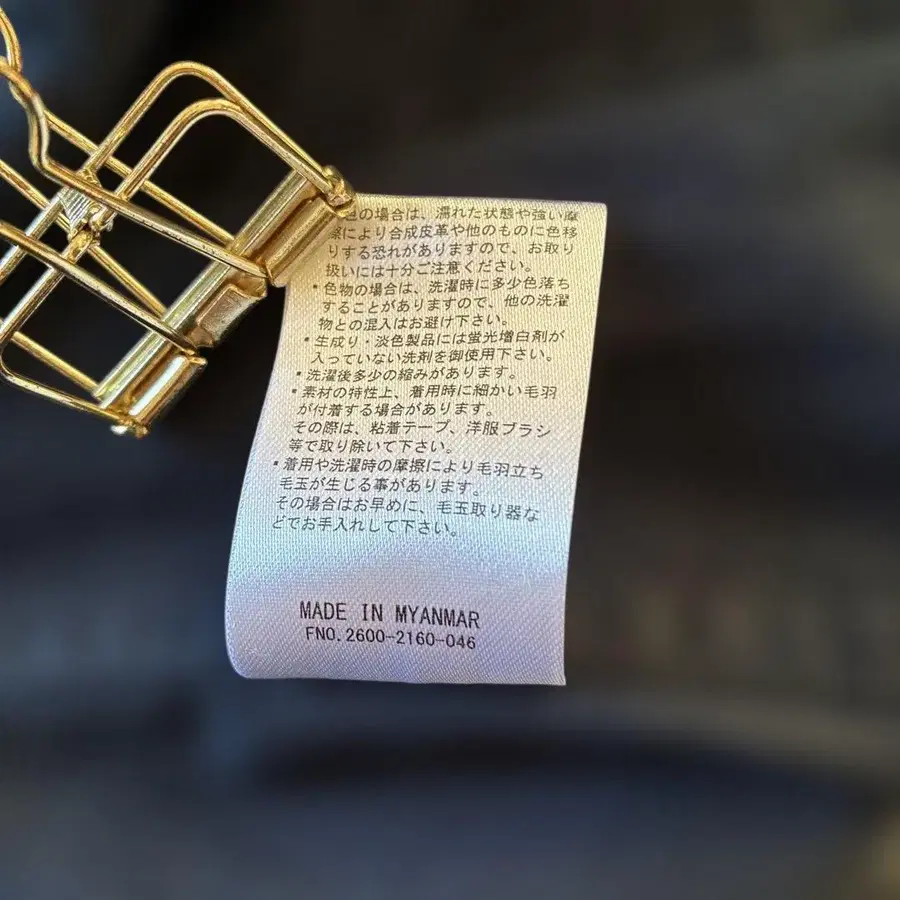 色の場合は、濡れた状態や強い摩
擦により合成皮革や他のものに色移
りする恐れがありますので、お取り
扱いには十分ご注意ください。
・色物の場合は、洗濯時に多少色落ち
することがありますので、他の洗濯
物との混入はお避け下さい。
・生成り・淡色製品には蛍光増白剤が
入っていない洗剤を御使用下さい。
・洗濯後多少の縮みがあります。
・素材の特性上、着用時に細かい毛羽
が付着する場合があります。
その際は、粘着テープ、洋服ブラシ
等で取り除いて下さい。
・着用や洗濯時の摩擦により毛羽立ち
毛玉が生じる事があります。
その場合はお早めに、毛玉取り器な
どでお手入れして下さい。
MADE IN MYANMAR
FNO.2600-2160-046